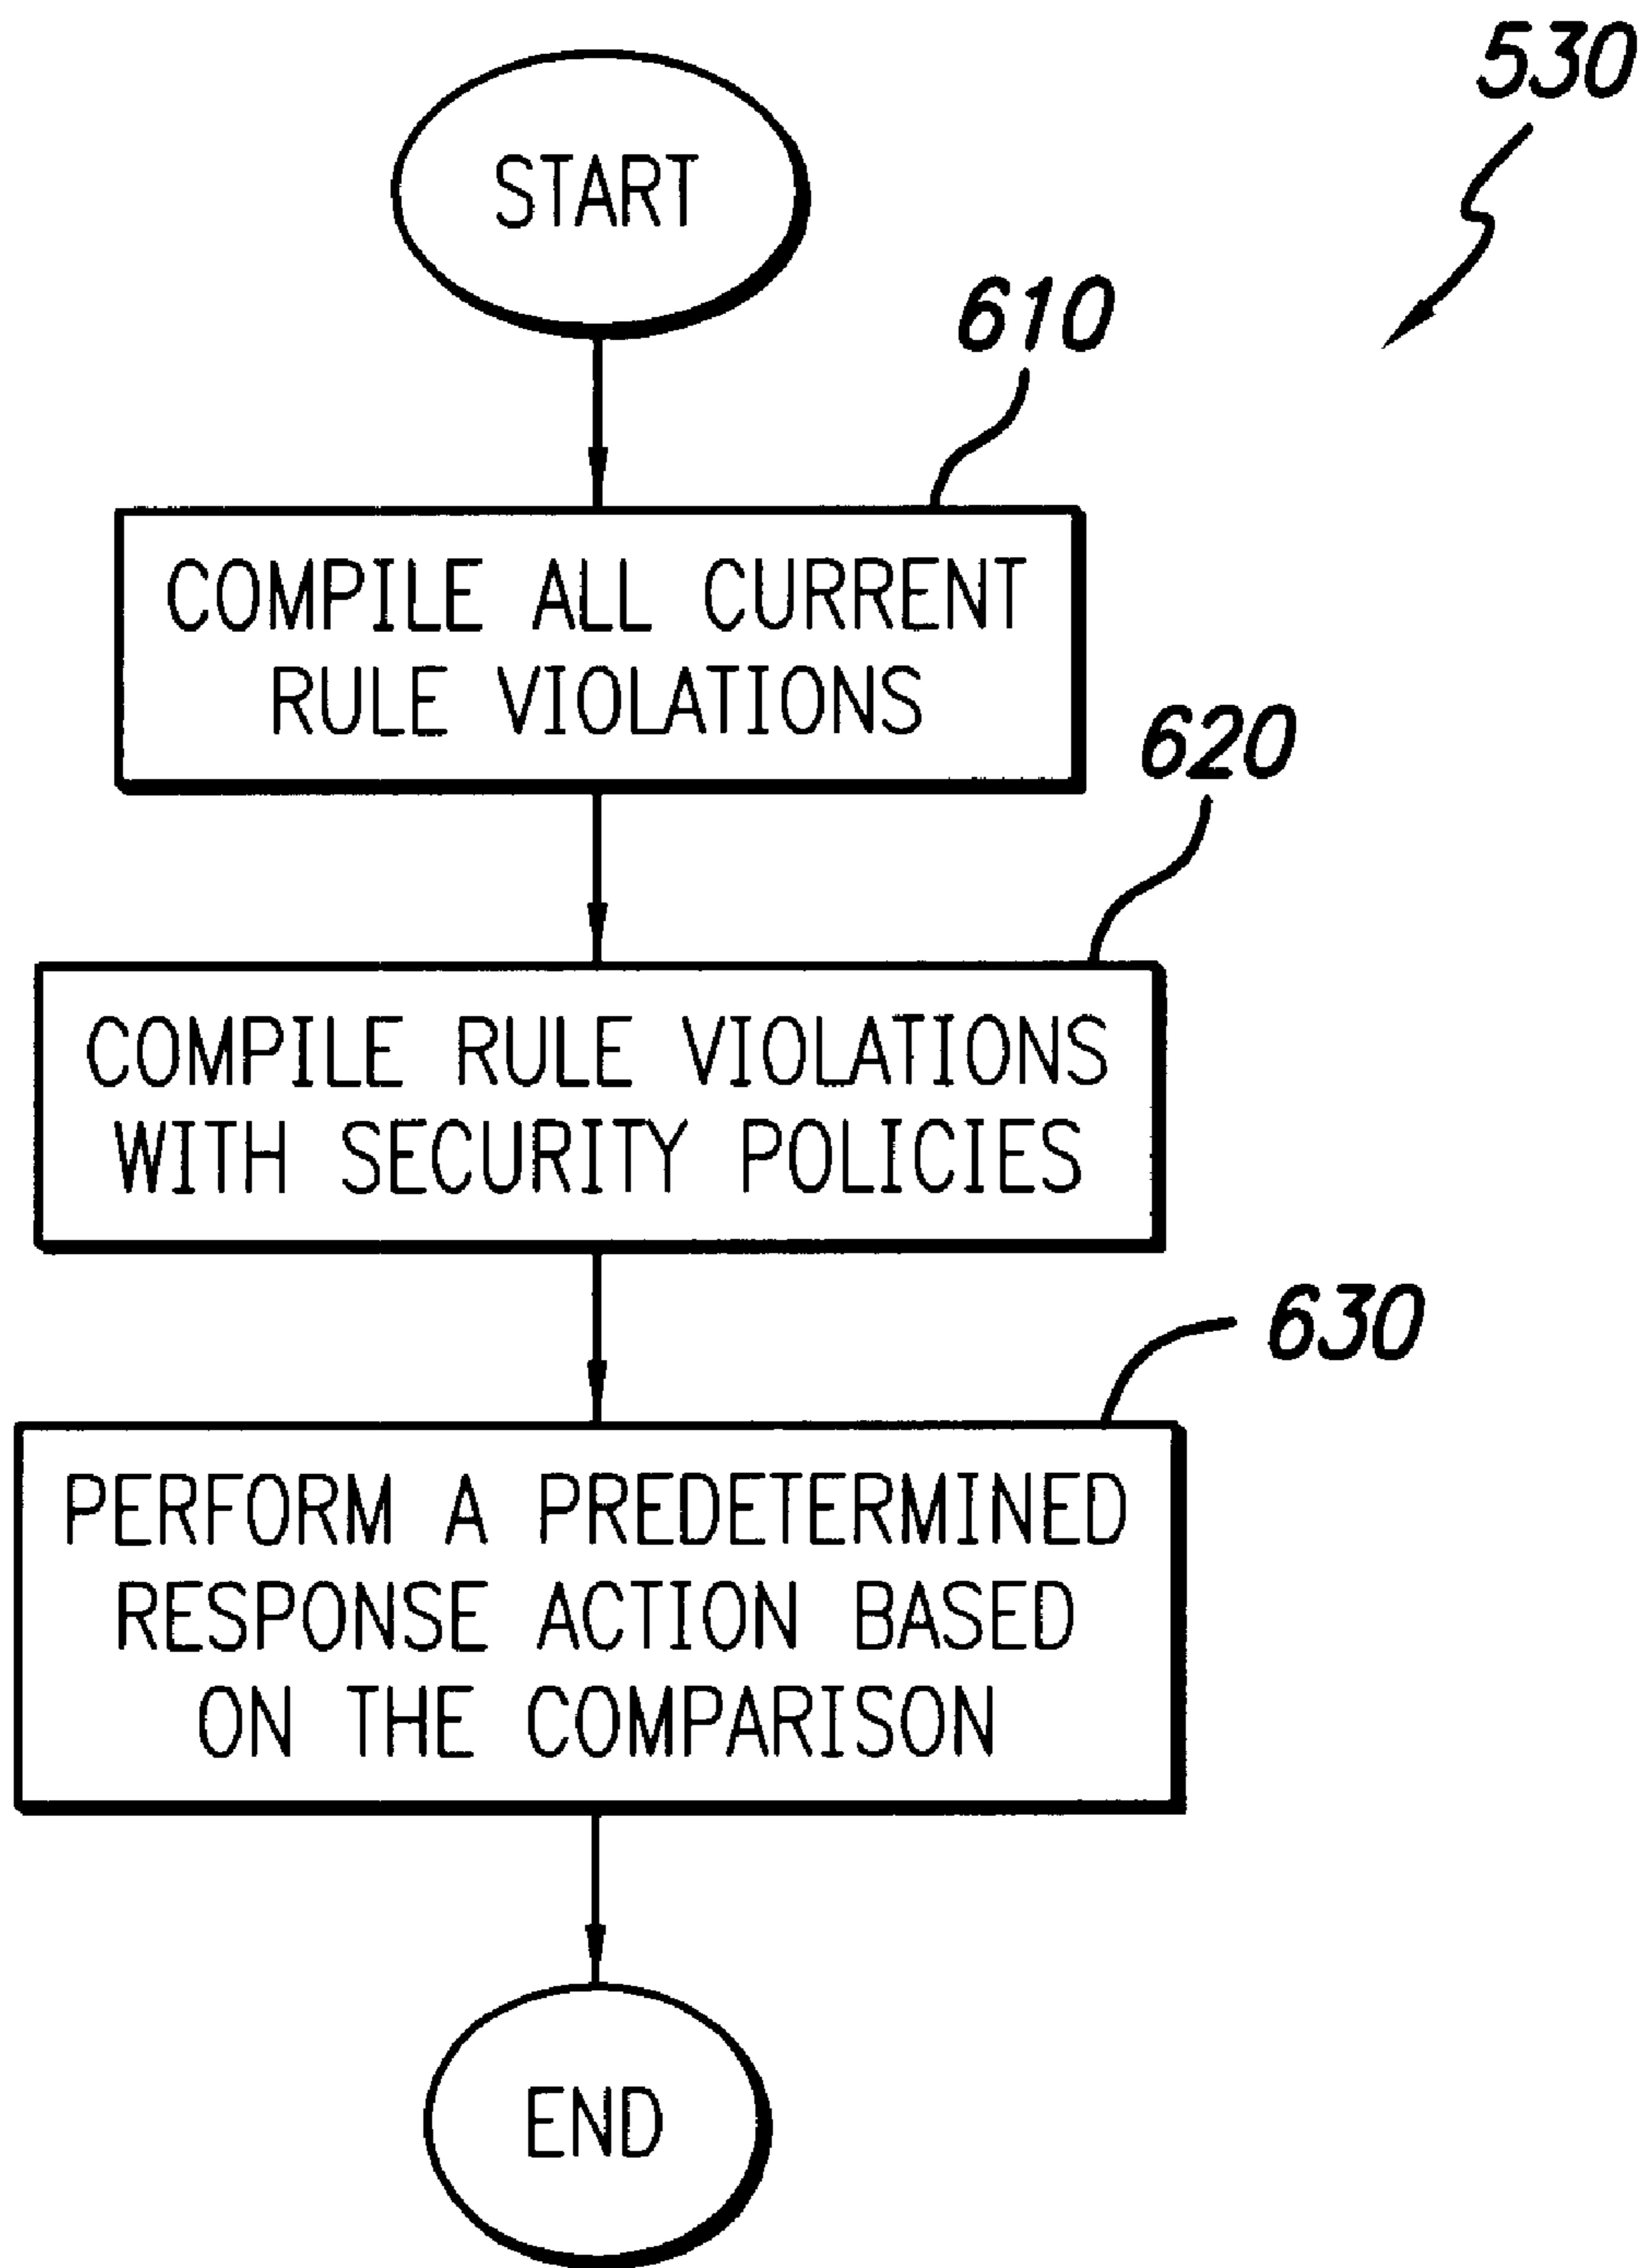 530
START
610
COMPILE ALL CURRENT
RULE VIOLATIONS
620
COMPILE RULE VIOLATIONS
WITH SECURITY POLICIES
630
PERFORM A PREDETERMINED
RESPONSE ACTION BASED
ON THE COMPARISON
END